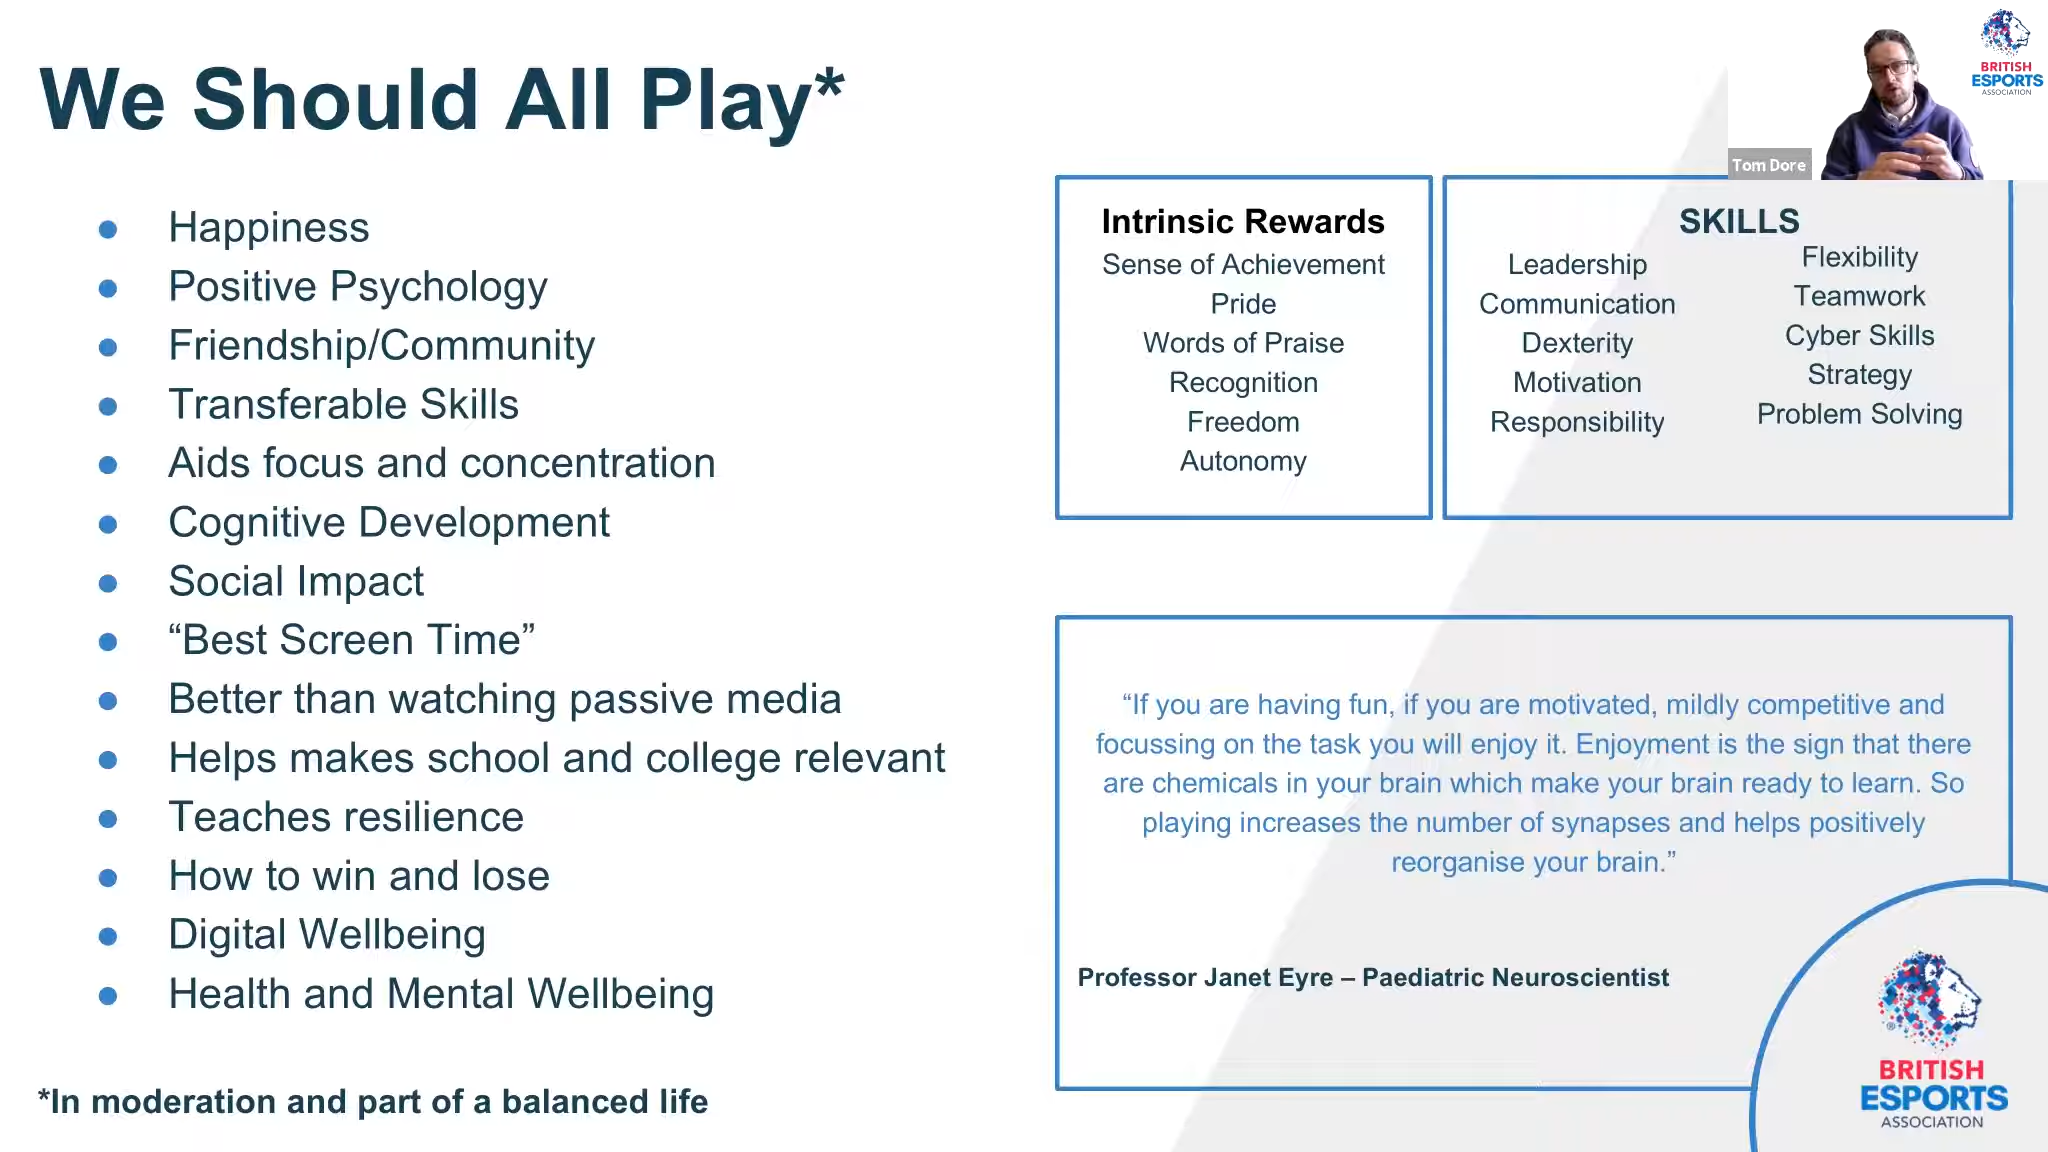 We Should All Play*
● Happiness
● Positive Psychology
● Friendship/Community
● Transferable Skills
● Aids focus and concentration
● Cognitive Development
● Social Impact
● “Best Screen Time”
● Better than watching passive media
● Helps makes school and college relevant
● Teaches resilience
● How to win and lose
● Digital Wellbeing
● Health and Mental Wellbeing
*In moderation and part of a balanced life
Intrinsic Rewards
Sense of Achievement
Pride
Words of Praise
Recognition
Freedom
Autonomy
SKILLS
Leadership
Communication
Dexterity
Motivation
Responsibility
Flexibility
Teamwork
Cyber Skills
Strategy
Problem Solving
“If you are having fun, if you are motivated, mildly competitive and
focussing on the task you will enjoy it. Enjoyment is the sign that there
are chemicals in your brain which make your brain ready to learn. So
playing increases the number of synapses and helps positively
reorganise your brain.”
Professor Janet Eyre – Paediatric Neuroscientist
Tom Dore
BRITISH
ESPORTS
ASSOCIATION
®
BRITISH
ESPORTS
ASSOCIATION